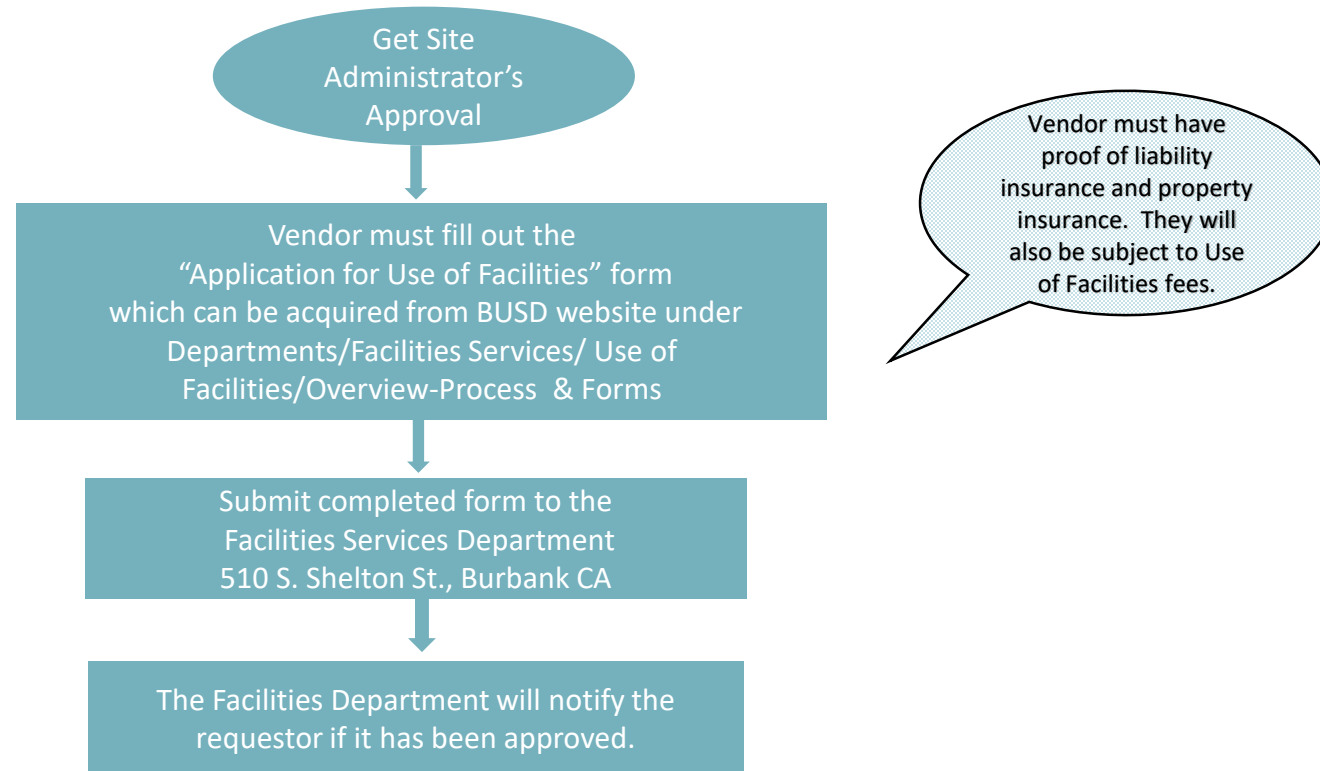 Get Site
Administrator’s
Approval
Vendor must fill out the
“Application for Use of Facilities” form
which can be acquired from BUSD website under
Departments/Facilities Services/ Use of
Facilities/Overview-Process & Forms
Submit completed form to the
Facilities Services Department
510 S. Shelton St., Burbank CA
The Facilities Department will notify the
requestor if it has been approved.
Vendor must have
proof of liability
insurance and property
insurance. They will
also be subject to Use
of Facilities fees.